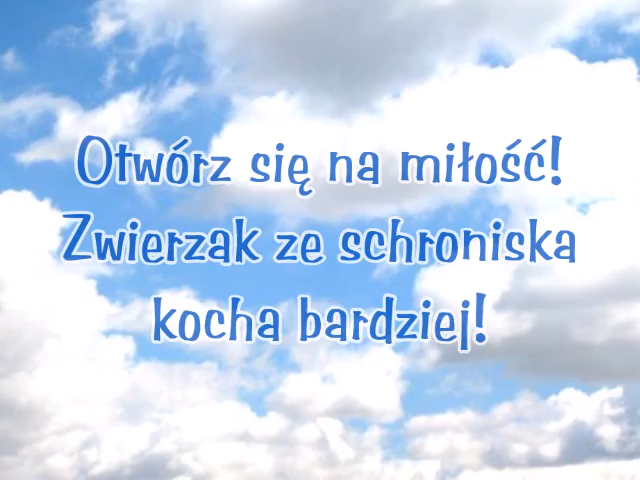 Otwórz się na miłość!
Zwierzak ze schroniska
kocha bardziej!